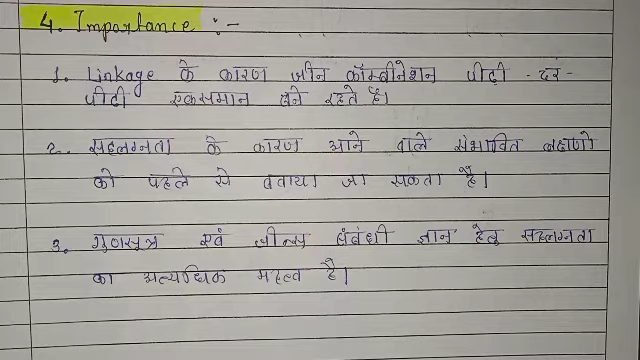 4. Importance :-
1. Linkage के कारण जीन कॉम्बीनेशन पीढ़ी - दर -
पीढी एकसमान बने रहते हैं।
2. सहलग्नता के कारण आने वाले संभावित लक्षणो
को पहले से बताया जा सकता है।
3. गुणसूत्र एवं जीन्स संबंधी ज्ञान हेतु सहलग्नता
का अत्यधिक महत्व है।